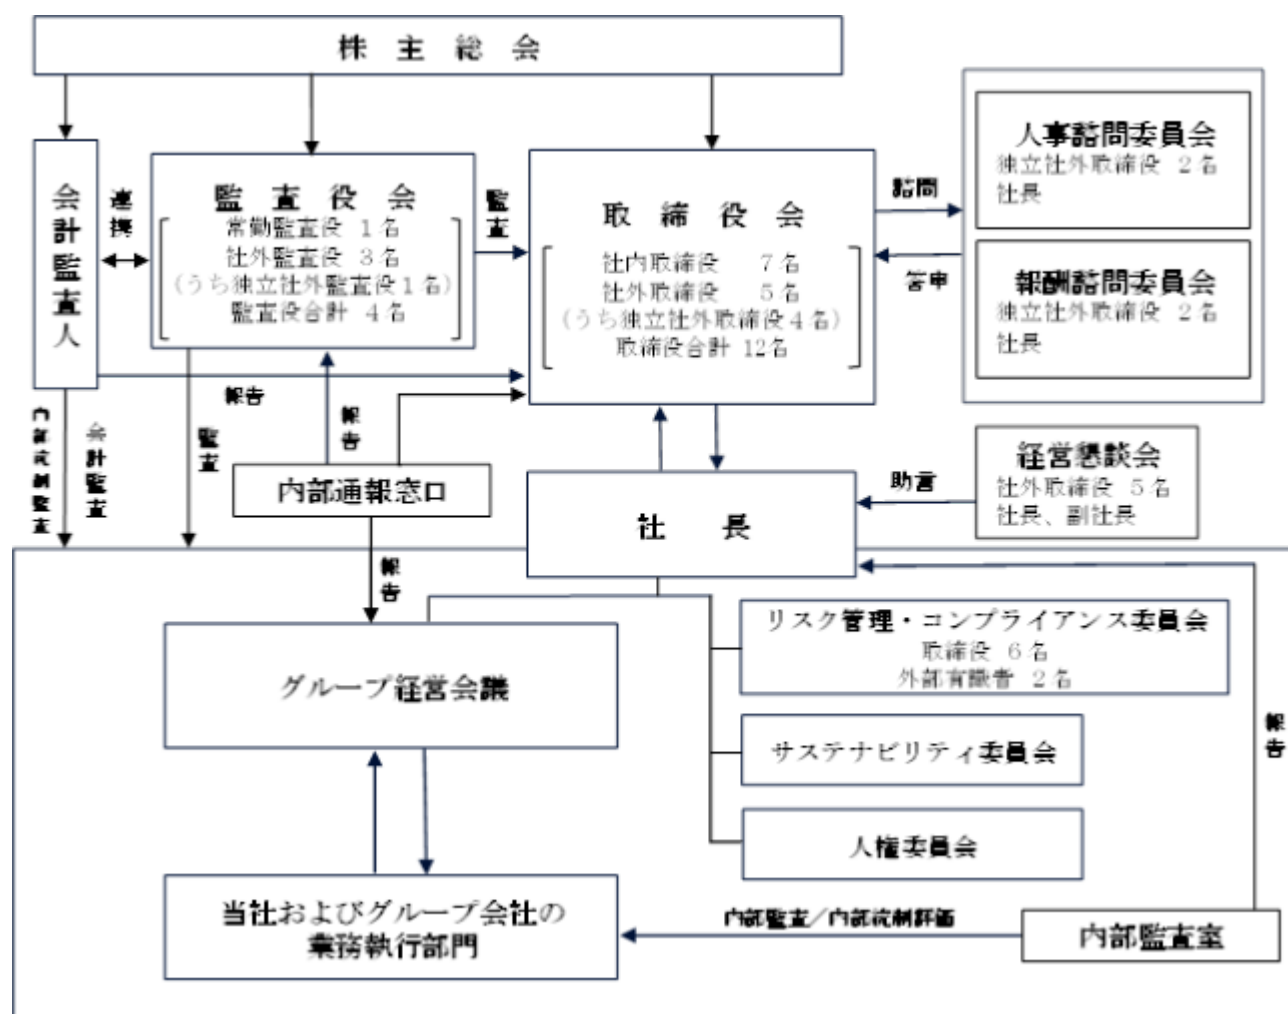 株主総会
会計監査人
連携
監査役会
常勤監査役 1名
社外監査役 3名
(うち独立社外監査役1名)
監査役合計 4名
監査
取締役会
社内取締役 7名
社外取締役 5名
(うち独立社外取締役4名)
取締役合計 12名
諮問
答申
人事諮問委員会
独立社外取締役 2名
社長
報酬諮問委員会
独立社外取締役 2名
社長
報告
報告
内部統制監査
会計監査
監査
内部通報窓口
社長
助言
経営懇談会
社外取締役 5名
社長、副社長
報告
グループ経営会議
リスク管理・コンプライアンス委員会
取締役 6名
外部有識者 2名
サステナビリティ委員会
人権委員会
報告
当社およびグループ会社の
業務執行部門
内部監査/内部統制評価
内部監査室